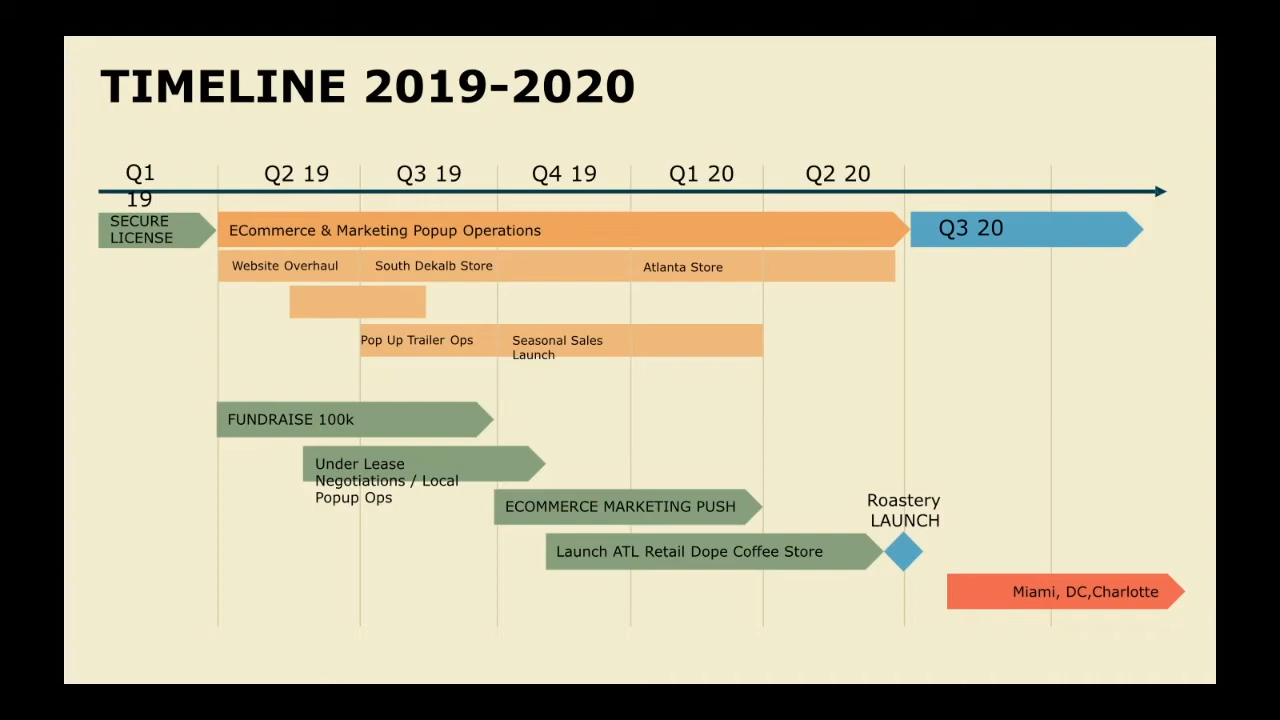 TIMELINE 2019-2020
Q1
19
Q2 19
Q3 19
Q4 19
Q1 20
Q2 20
SECURE
LICENSE
ECommerce & Marketing Popup Operations
Q3 20
Website Overhaul
South Dekalb Store
Atlanta Store
Pop Up Trailer Ops
Seasonal Sales
Launch
FUNDRAISE 100k
Under Lease
Negotiations / Local
Popup Ops
ECOMMERCE MARKETING PUSH
Roastery
LAUNCH
Launch ATL Retail Dope Coffee Store
Miami, DC,Charlotte